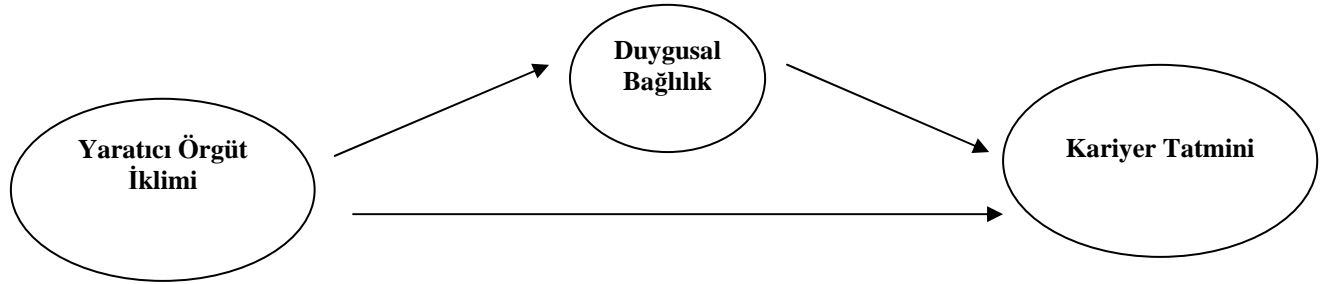 Duygusal
Bağlılık
Yaratıcı Örgüt
İklimi
Kariyer Tatmini